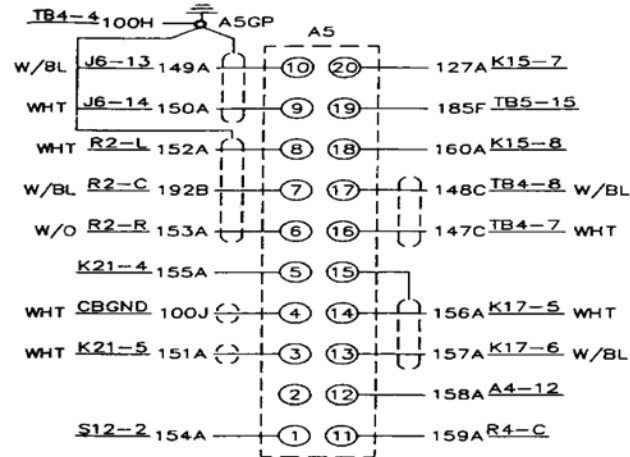 TB4-4 100H A5GP
A5
W/BL J6-13 149A 10 20 127A K15-7
WHT J6-14 150A 9 19 185F TB5-15
WHT R2-L 152A 8 18 160A K15-8
W/BL R2-C 192B 7 17 148C TB4-8 W/BL
W/O R2-R 153A 6 16 147C TB4-7 WHT
K21-4 155A 5 15
WHT CBGND 100J 4 14 156A K17-5 WHT
WHT K21-5 151A 3 13 157A K17-6 W/BL
2 12 158A A4-12
S12-2 154A 1 11 159A R4-C